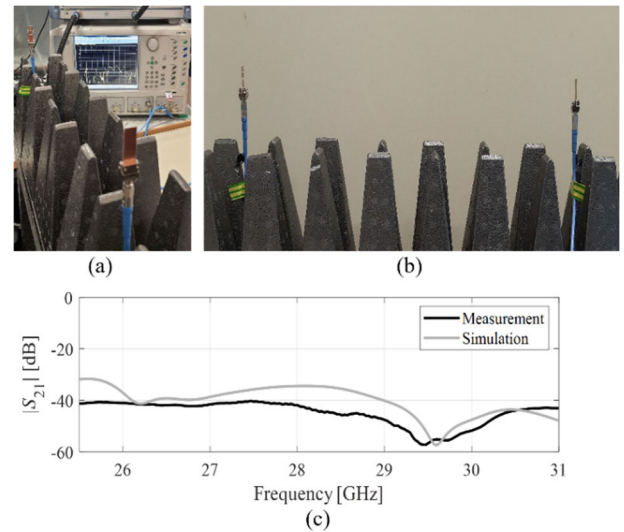 (a)
(b)
0
-20
-40
-60
|S21| [dB]
Measurement
Simulation
26
27
28
29
30
31
Frequency [GHz]
(c)